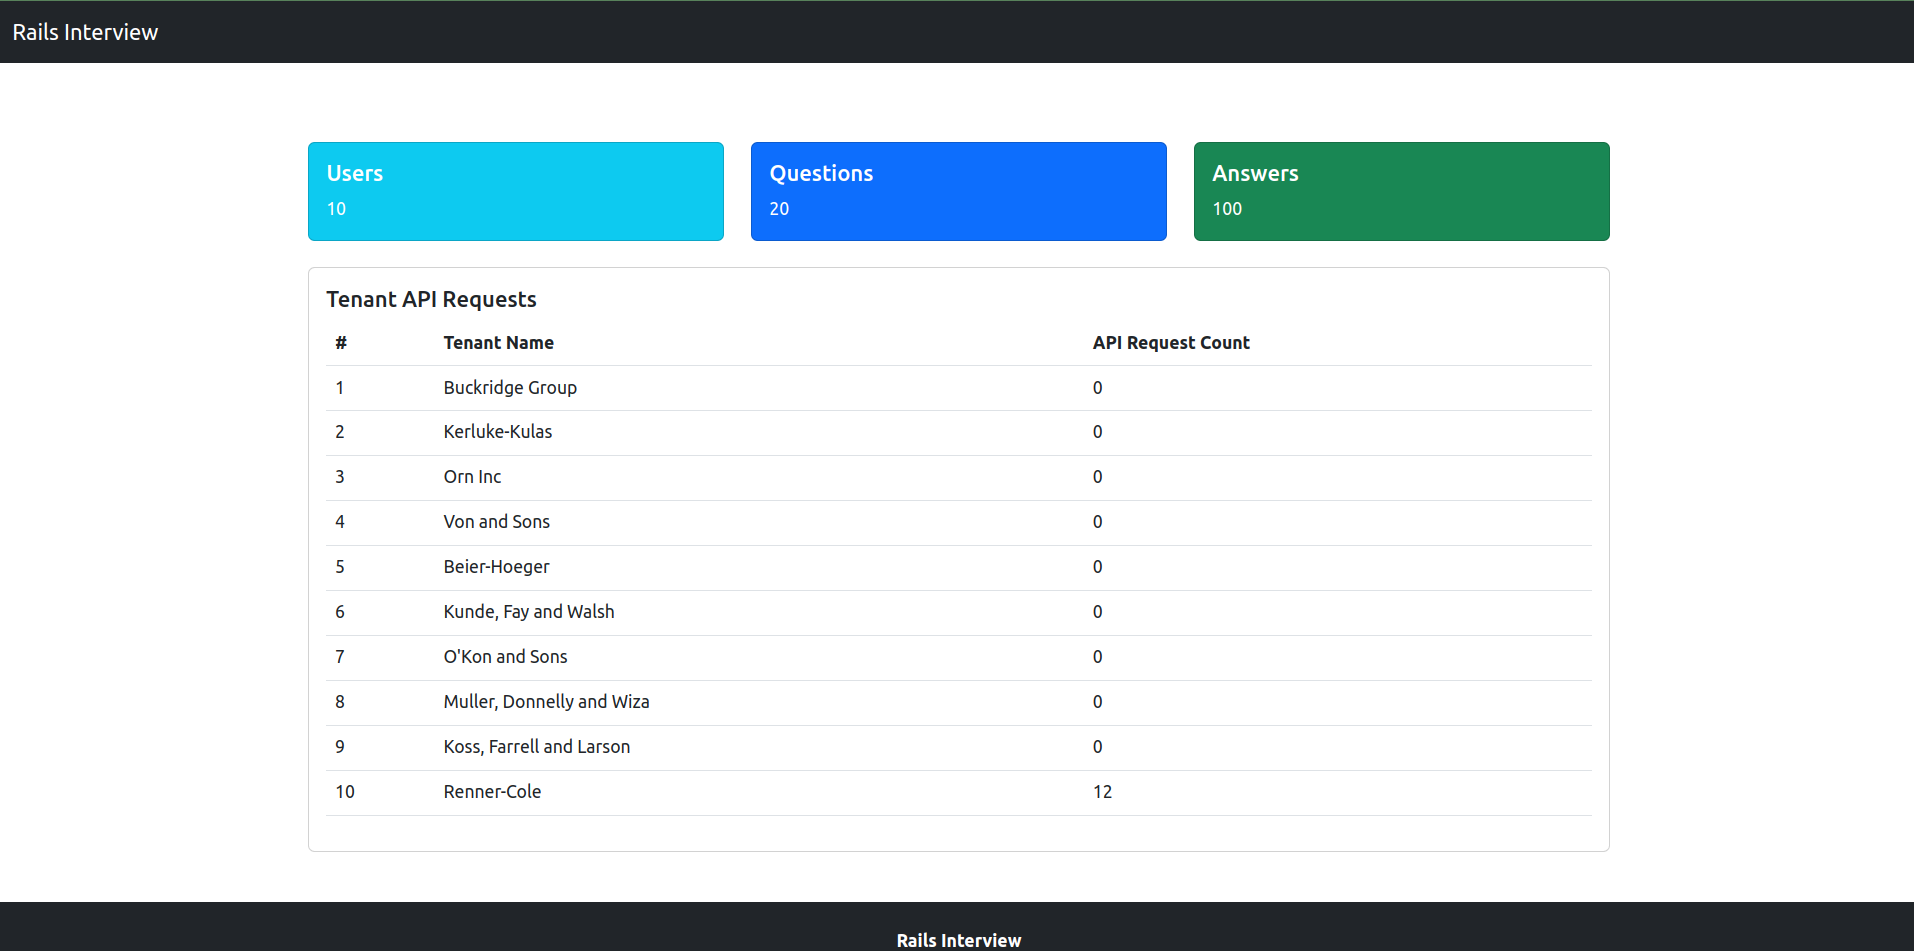 Rails Interview
Users
10
Questions
20
Answers
100
Tenant API Requests
# Tenant Name API Request Count
1 Buckridge Group 0
2 Kerluke-Kulas 0
3 Orn Inc 0
4 Von and Sons 0
5 Beier-Hoeger 0
6 Kunde, Fay and Walsh 0
7 O'Kon and Sons 0
8 Muller, Donnelly and Wiza 0
9 Koss, Farrell and Larson 0
10 Renner-Cole 12
Rails Interview